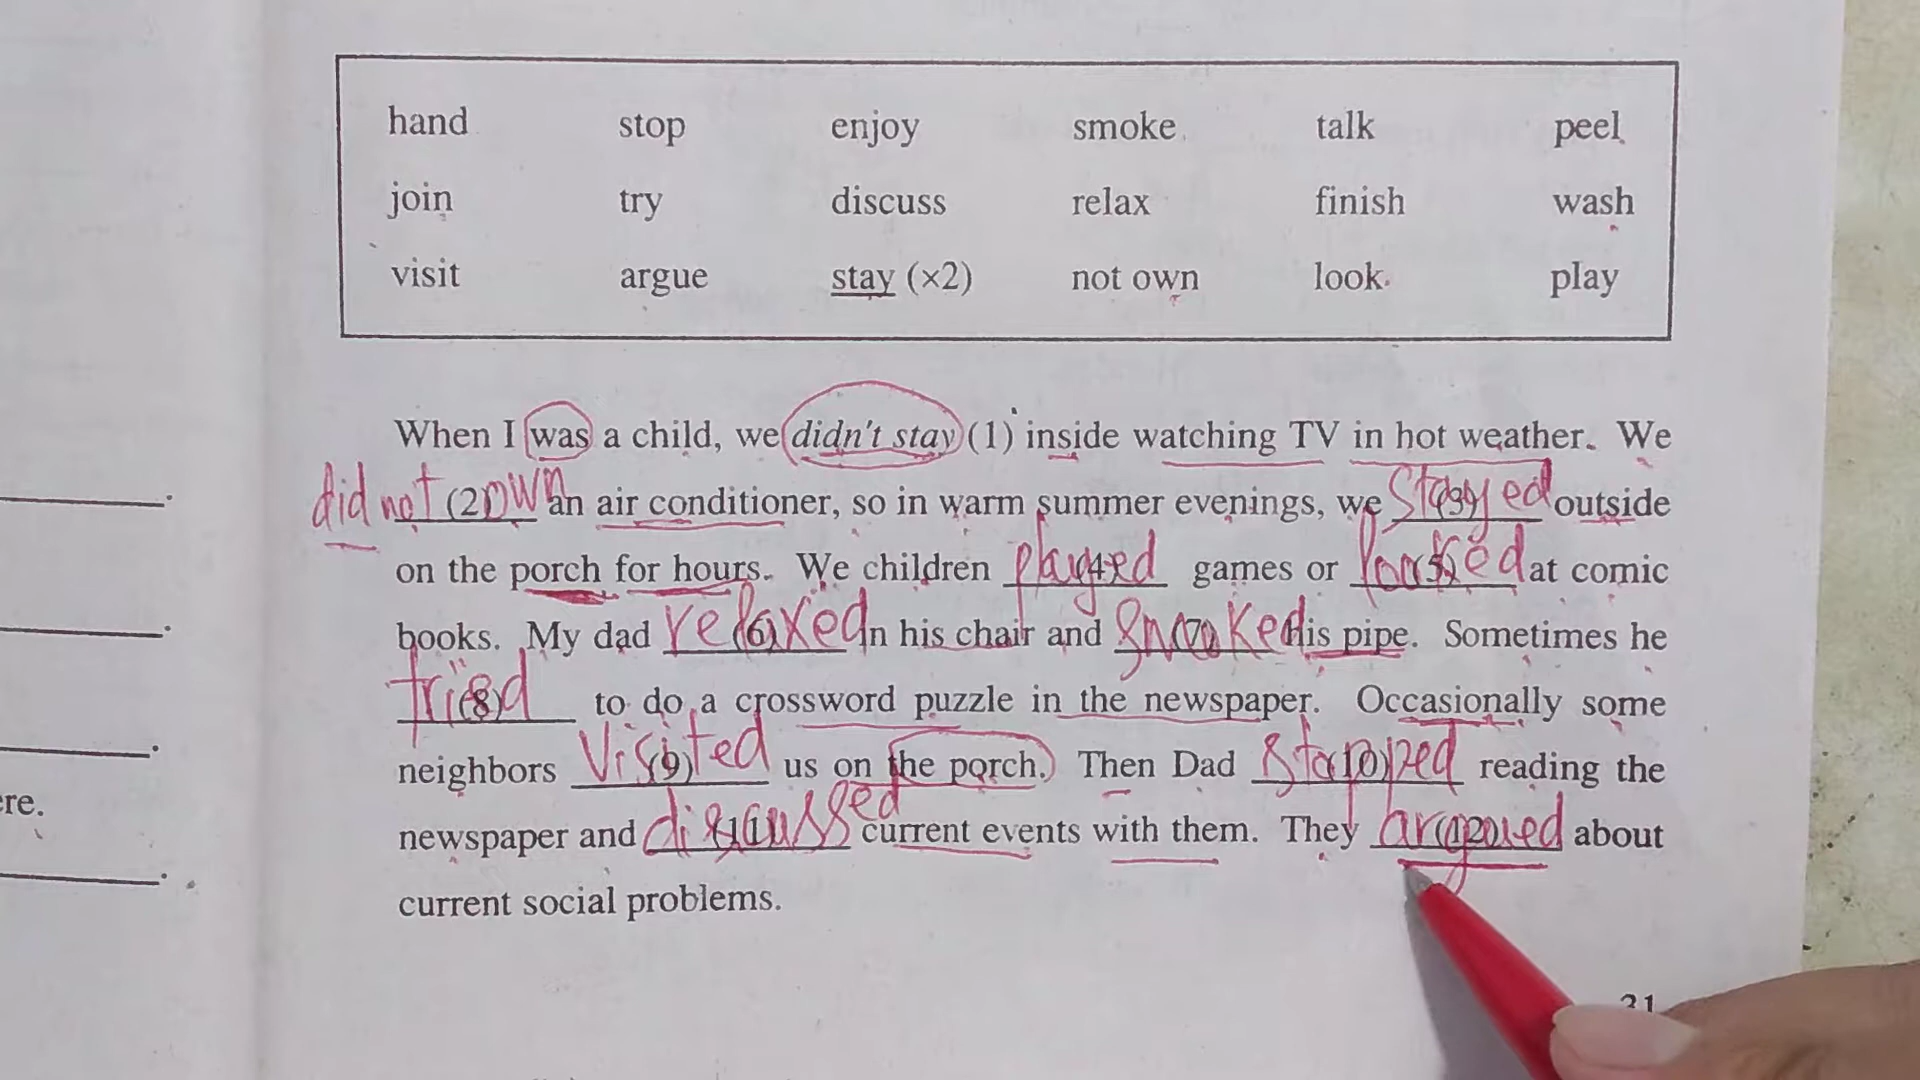 hand stop enjoy smoke talk peel
join try discuss relax finish wash
visit argue stay (×2) not own look play
When I was a child, we didn't stay (1) inside watching TV in hot weather. We
did not own (2) an air conditioner, so in warm summer evenings, we stayed (3) outside
on the porch for hours. We children played (4) games or looked (5) at comic
books. My dad relaxed (6) in his chair and smoked (7) his pipe. Sometimes he
tried (8) to do a crossword puzzle in the newspaper. Occasionally some
neighbors visited (9) us on the porch. Then Dad stopped (10) reading the
re.
newspaper and discussed (11) current events with them. They argued (12) about
current social problems.
31